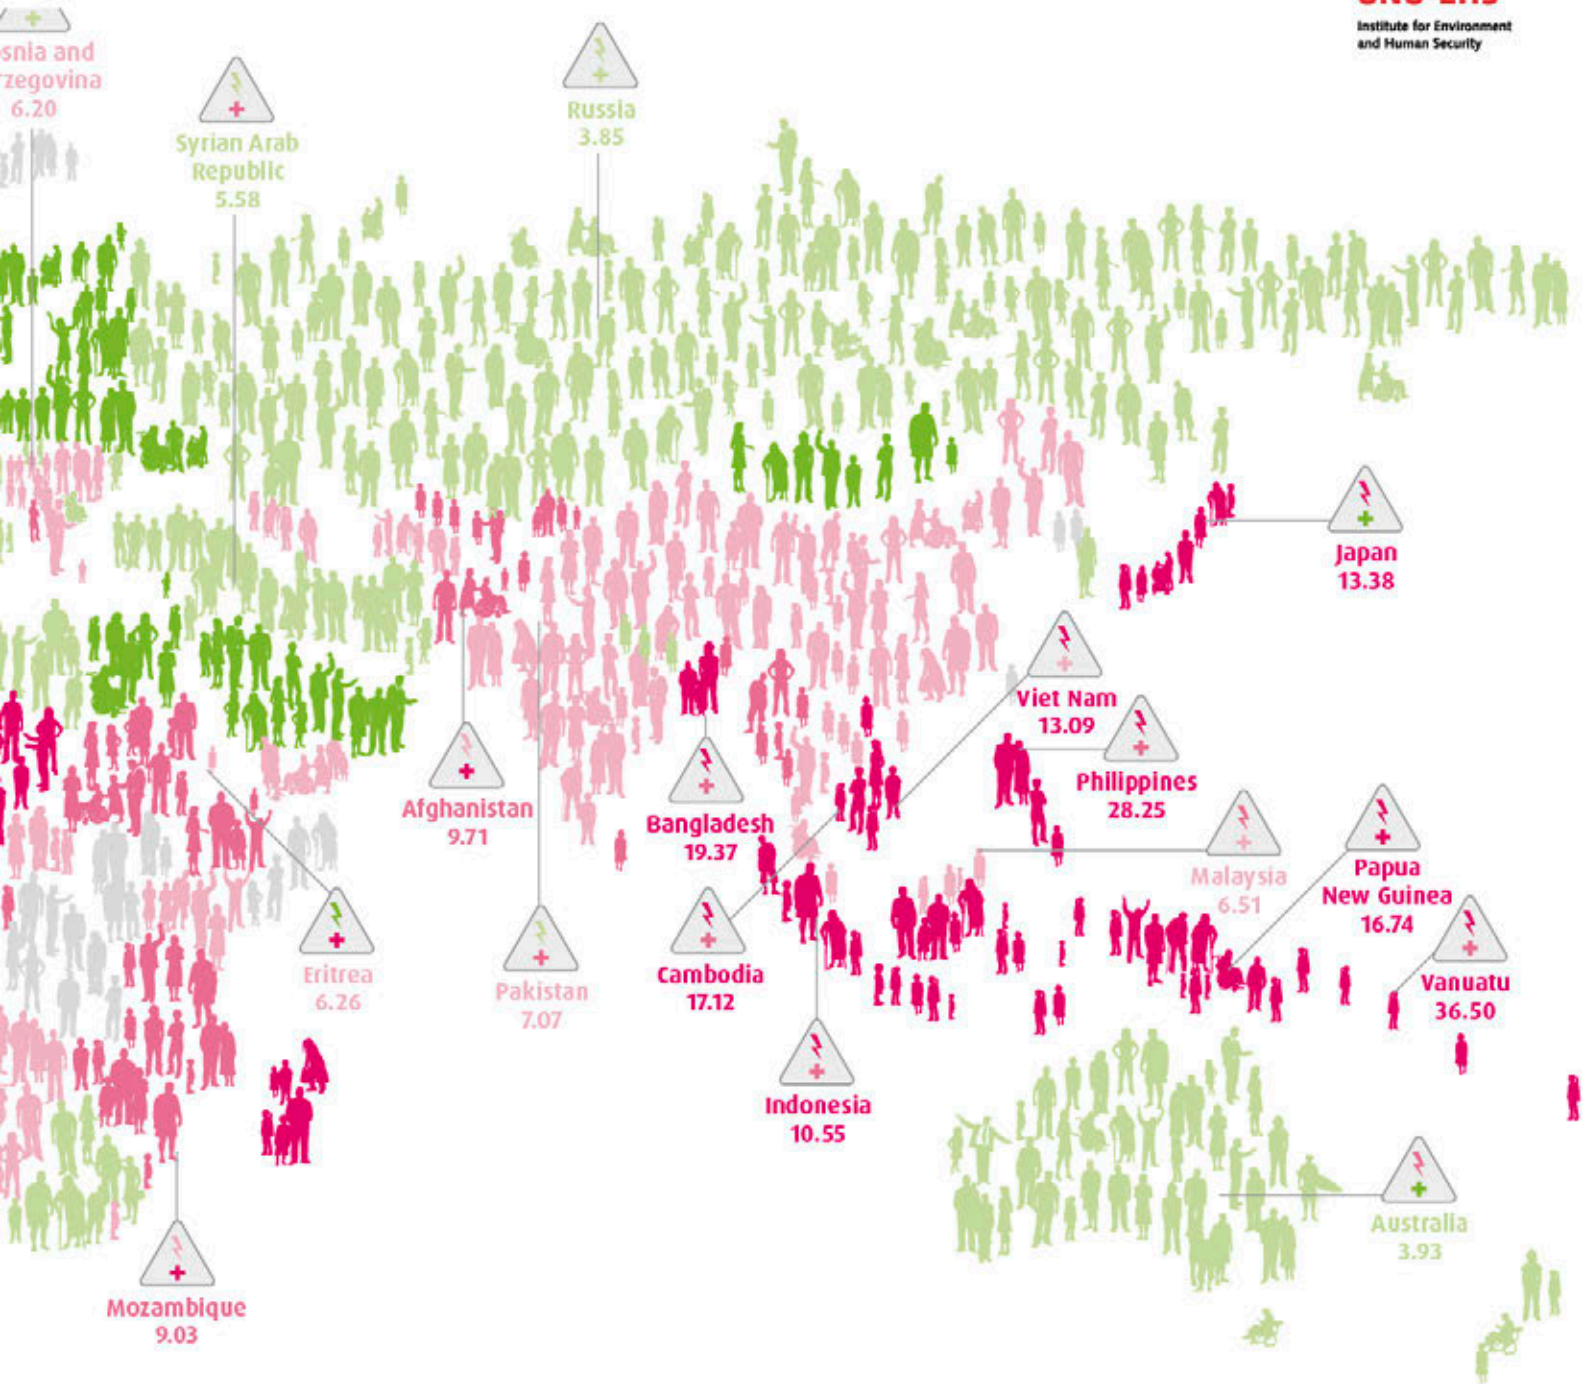 Institute for Environment
and Human Security
6.20
Syrian Arab
Republic
5.58
Russia
3.85
Japan
13.38
Viet Nam
13.09
Philippines
28.25
Afghanistan
9.71
Bangladesh
19.37
Malaysia
6.51
Papua
New Guinea
16.74
Eritrea
6.26
Pakistan
7.07
Cambodia
17.12
Vanuatu
36.50
Indonesia
10.55
Australia
3.93
Mozambique
9.03